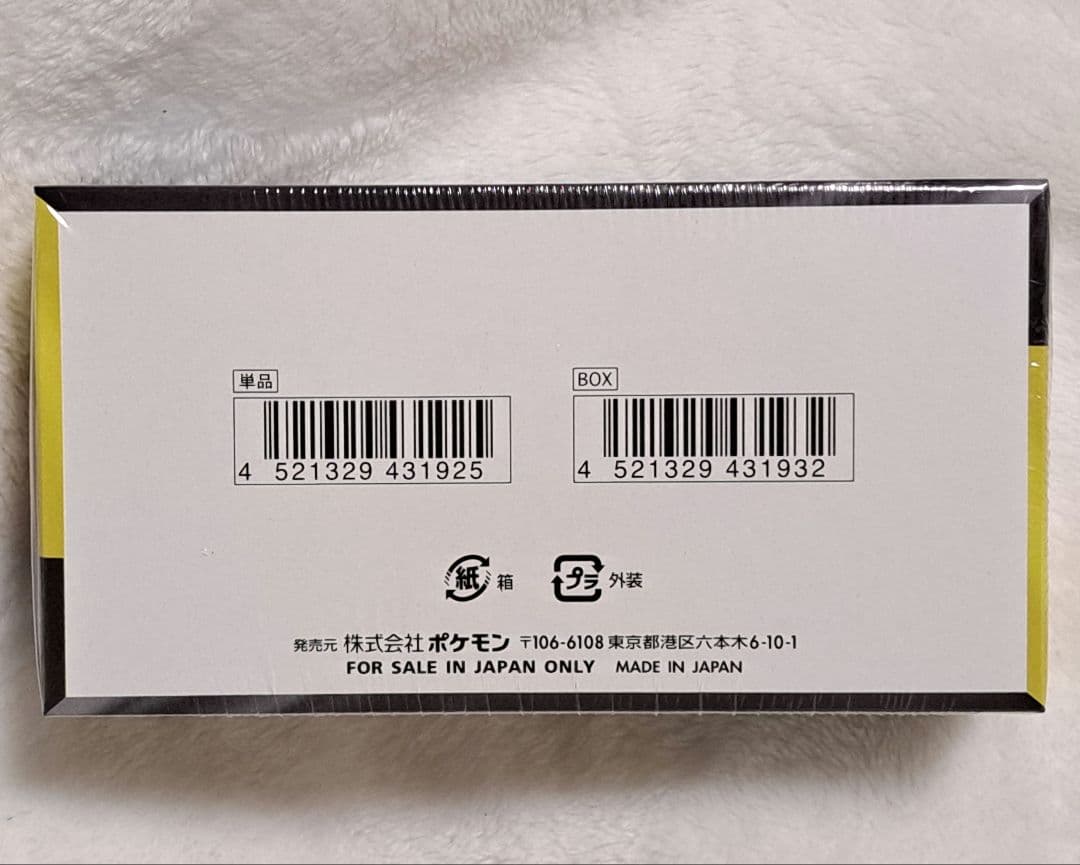 単品
4 521329 431925
BOX
4 521329 431932
紙 箱
プラ 外装
発売元 株式会社ポケモン 〒106-6108 東京都港区六本木6-10-1
FOR SALE IN JAPAN ONLY MADE IN JAPAN